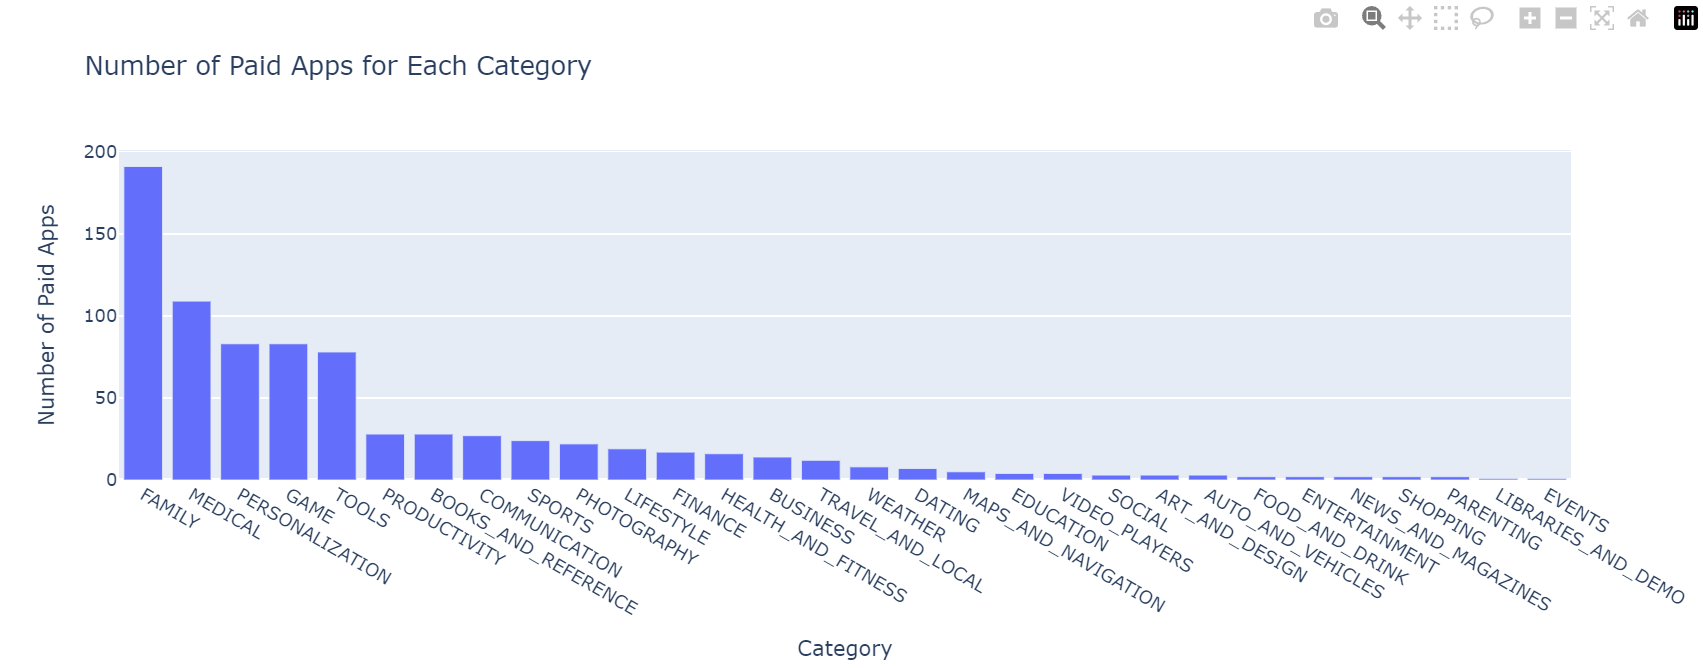 Number of Paid Apps for Each Category
200
150
100
50
0
Number of Paid Apps
FAMILY
MEDICAL
PERSONALIZATION
GAME
TOOLS
PRODUCTIVITY
BOOKS_AND_REFERENCE
COMMUNICATION
SPORTS
PHOTOGRAPHY
LIFESTYLE
FINANCE
HEALTH_AND_FITNESS
BUSINESS
TRAVEL_AND_LOCAL
WEATHER
DATING
MAPS_AND_NAVIGATION
EDUCATION
VIDEO_PLAYERS
SOCIAL
ART_AND_DESIGN
AUTO_AND_VEHICLES
FOOD_AND_DRINK
ENTERTAINMENT
NEWS_AND_MAGAZINES
SHOPPING
PARENTING
LIBRARIES_AND_DEMO
EVENTS
Category